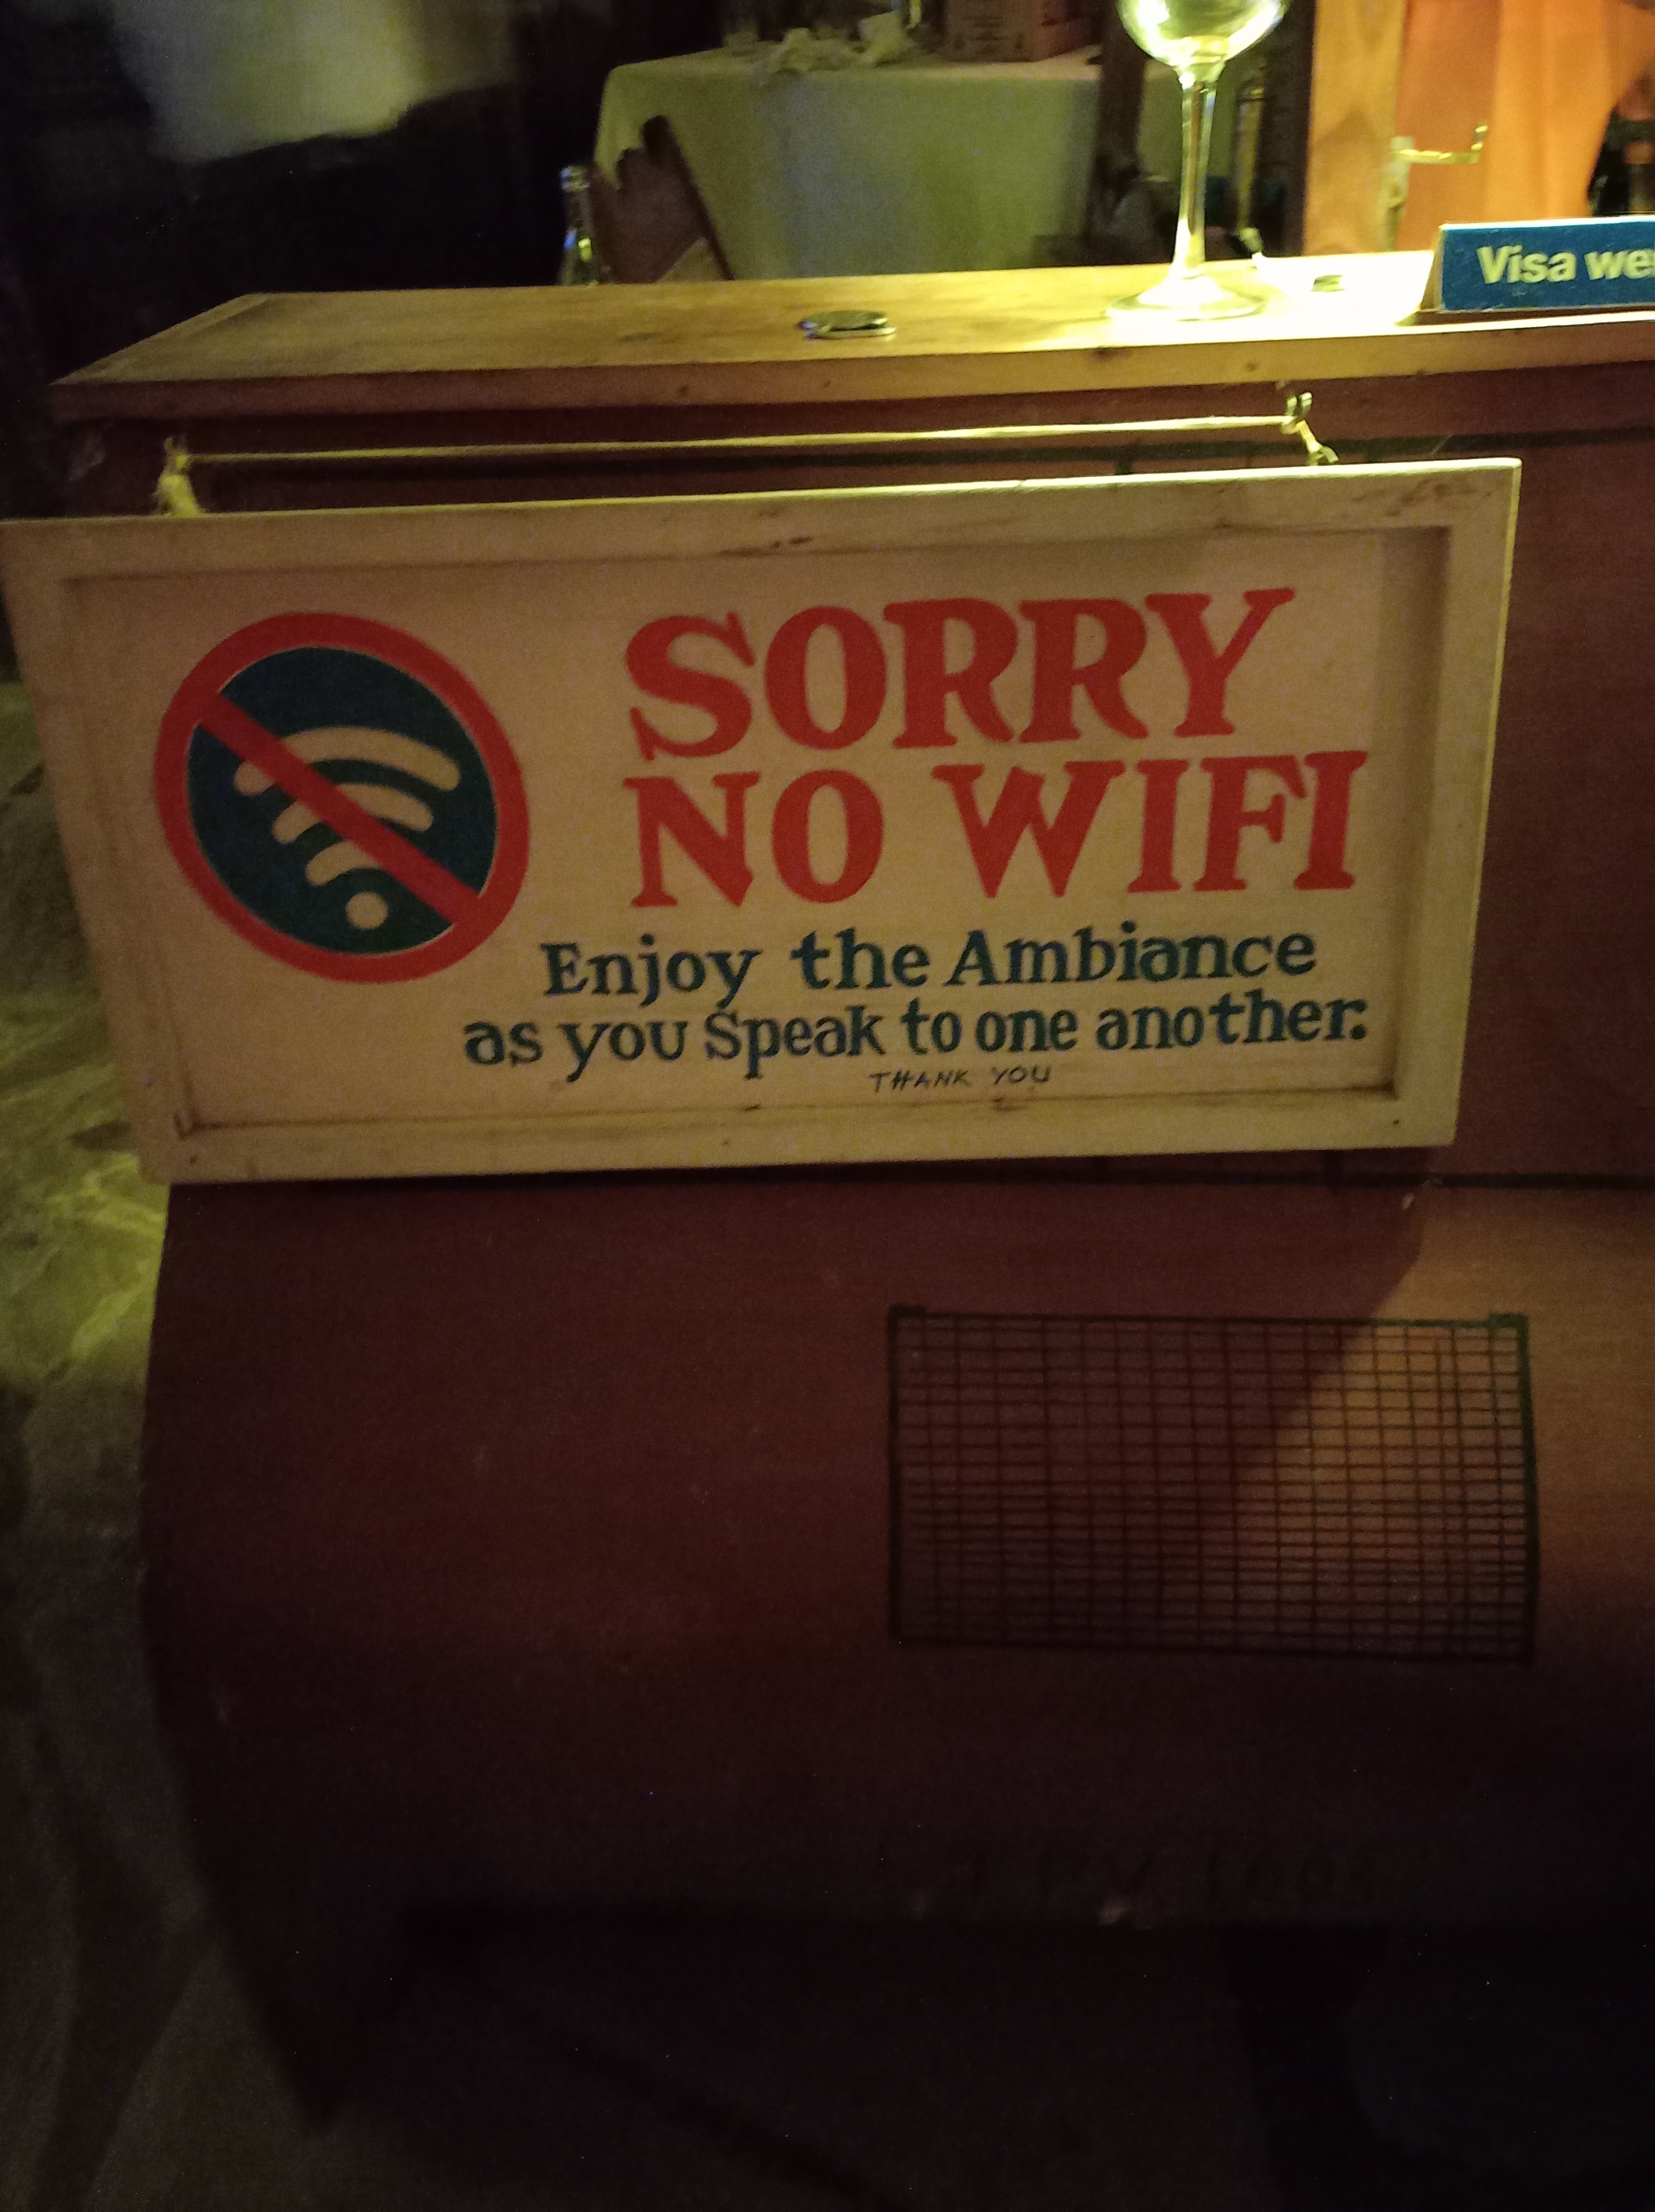 Visa we
SORRY
NO WIFI
Enjoy the Ambiance
as you Speak to one another.
THANK YOU